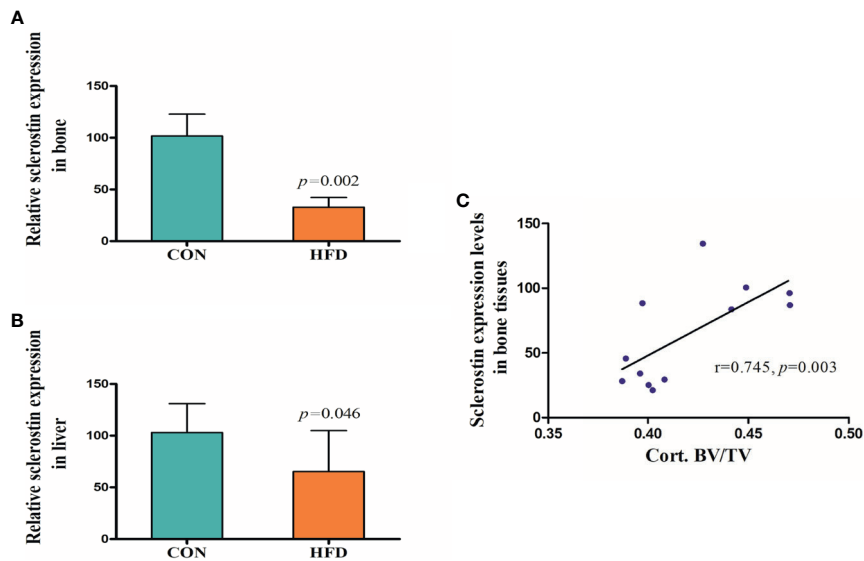 A
Relative sclerostin expression
in bone
150
100
50
0
p=0.002
CON
HFD
B
Relative sclerostin expression
in liver
150
100
50
0
p=0.046
CON
HFD
C
Sclerostin expression levels
in bone tissues
150
100
50
0
r=0.745, p=0.003
0.35
0.40
0.45
0.50
Cort. BV/TV